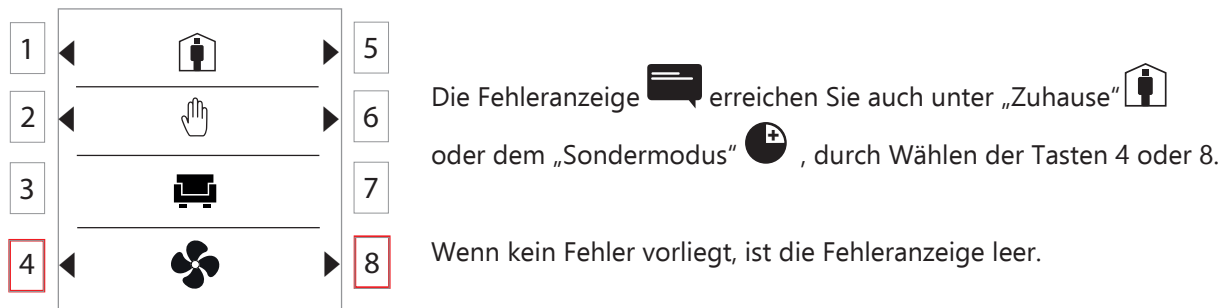 1
5
2
6
3
7
4
8
Die Fehleranzeige erreichen Sie auch unter „Zuhause“
oder dem „Sondermodus“ , durch Wählen der Tasten 4 oder 8.
Wenn kein Fehler vorliegt, ist die Fehleranzeige leer.